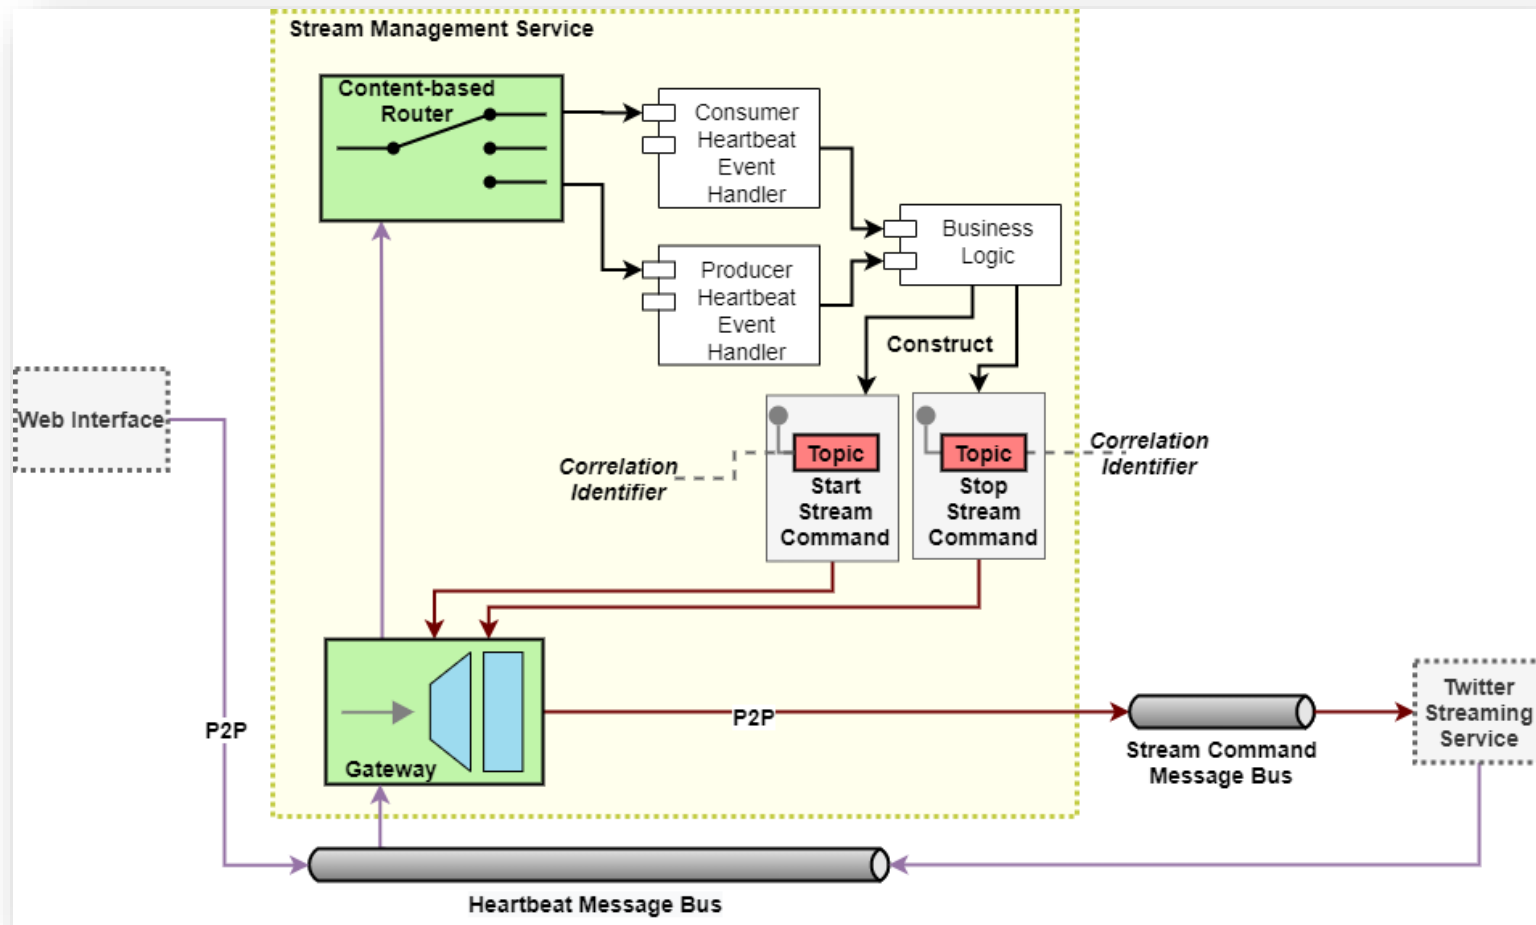 Stream Management Service
Content-based
Router
Consumer
Heartbeat
Event
Handler
Business
Logic
Producer
Heartbeat
Event
Handler
Construct
Web Interface
Correlation
Identifier
Topic
Start
Stream
Command
Topic
Stop
Stream
Command
Correlation
Identifier
P2P
Gateway
P2P
Stream Command
Message Bus
Twitter
Streaming
Service
Heartbeat Message Bus